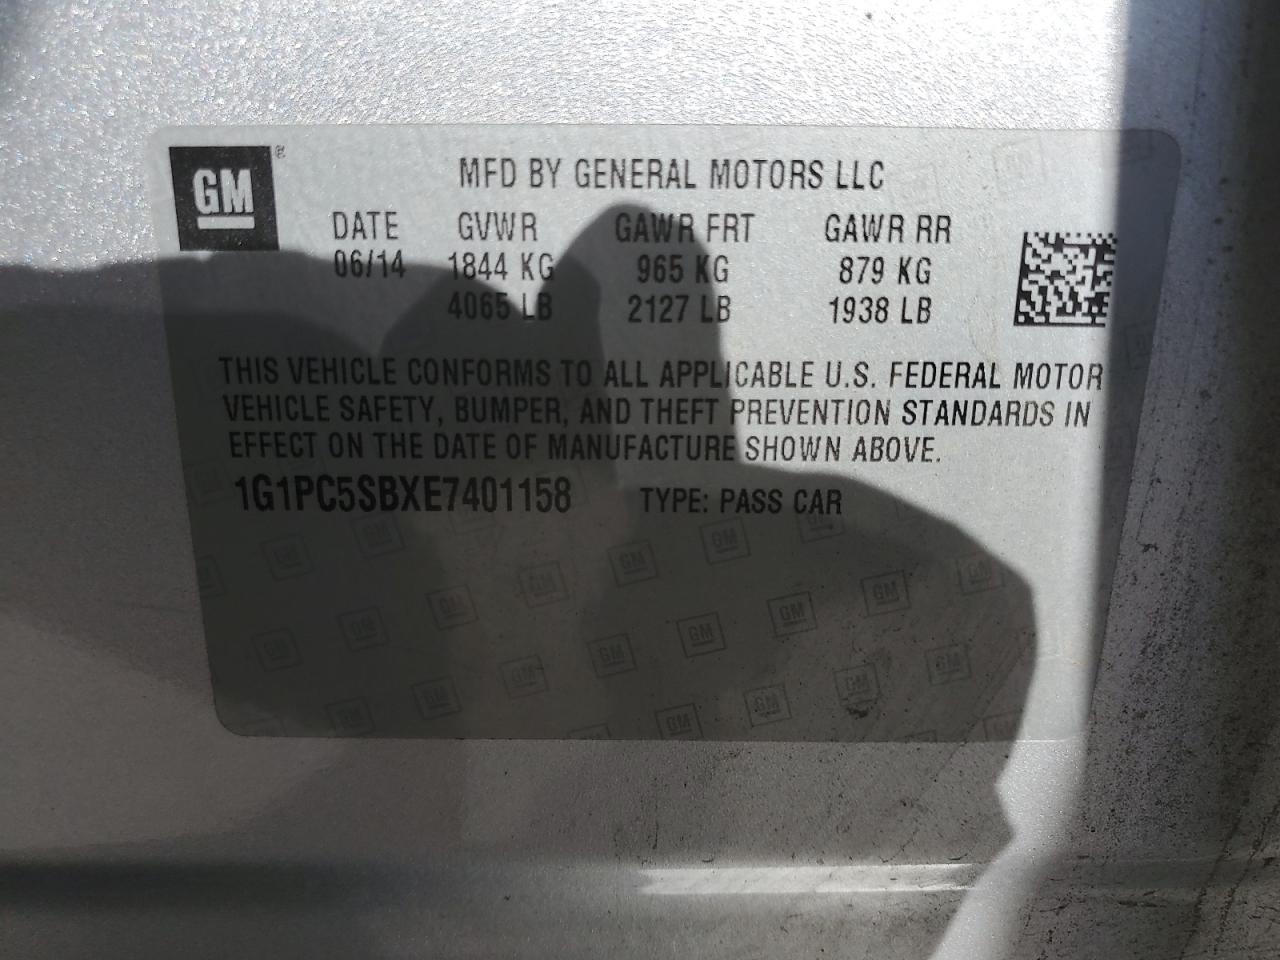 GM ®
MFD BY GENERAL MOTORS LLC
DATE GVWR GAWR FRT GAWR RR
06/14 1844 KG 965 KG 879 KG
4065 LB 2127 LB 1938 LB
THIS VEHICLE CONFORMS TO ALL APPLICABLE U.S. FEDERAL MOTOR
VEHICLE SAFETY, BUMPER, AND THEFT PREVENTION STANDARDS IN
EFFECT ON THE DATE OF MANUFACTURE SHOWN ABOVE.
1G1PC5SBXE7401158 TYPE: PASS CAR